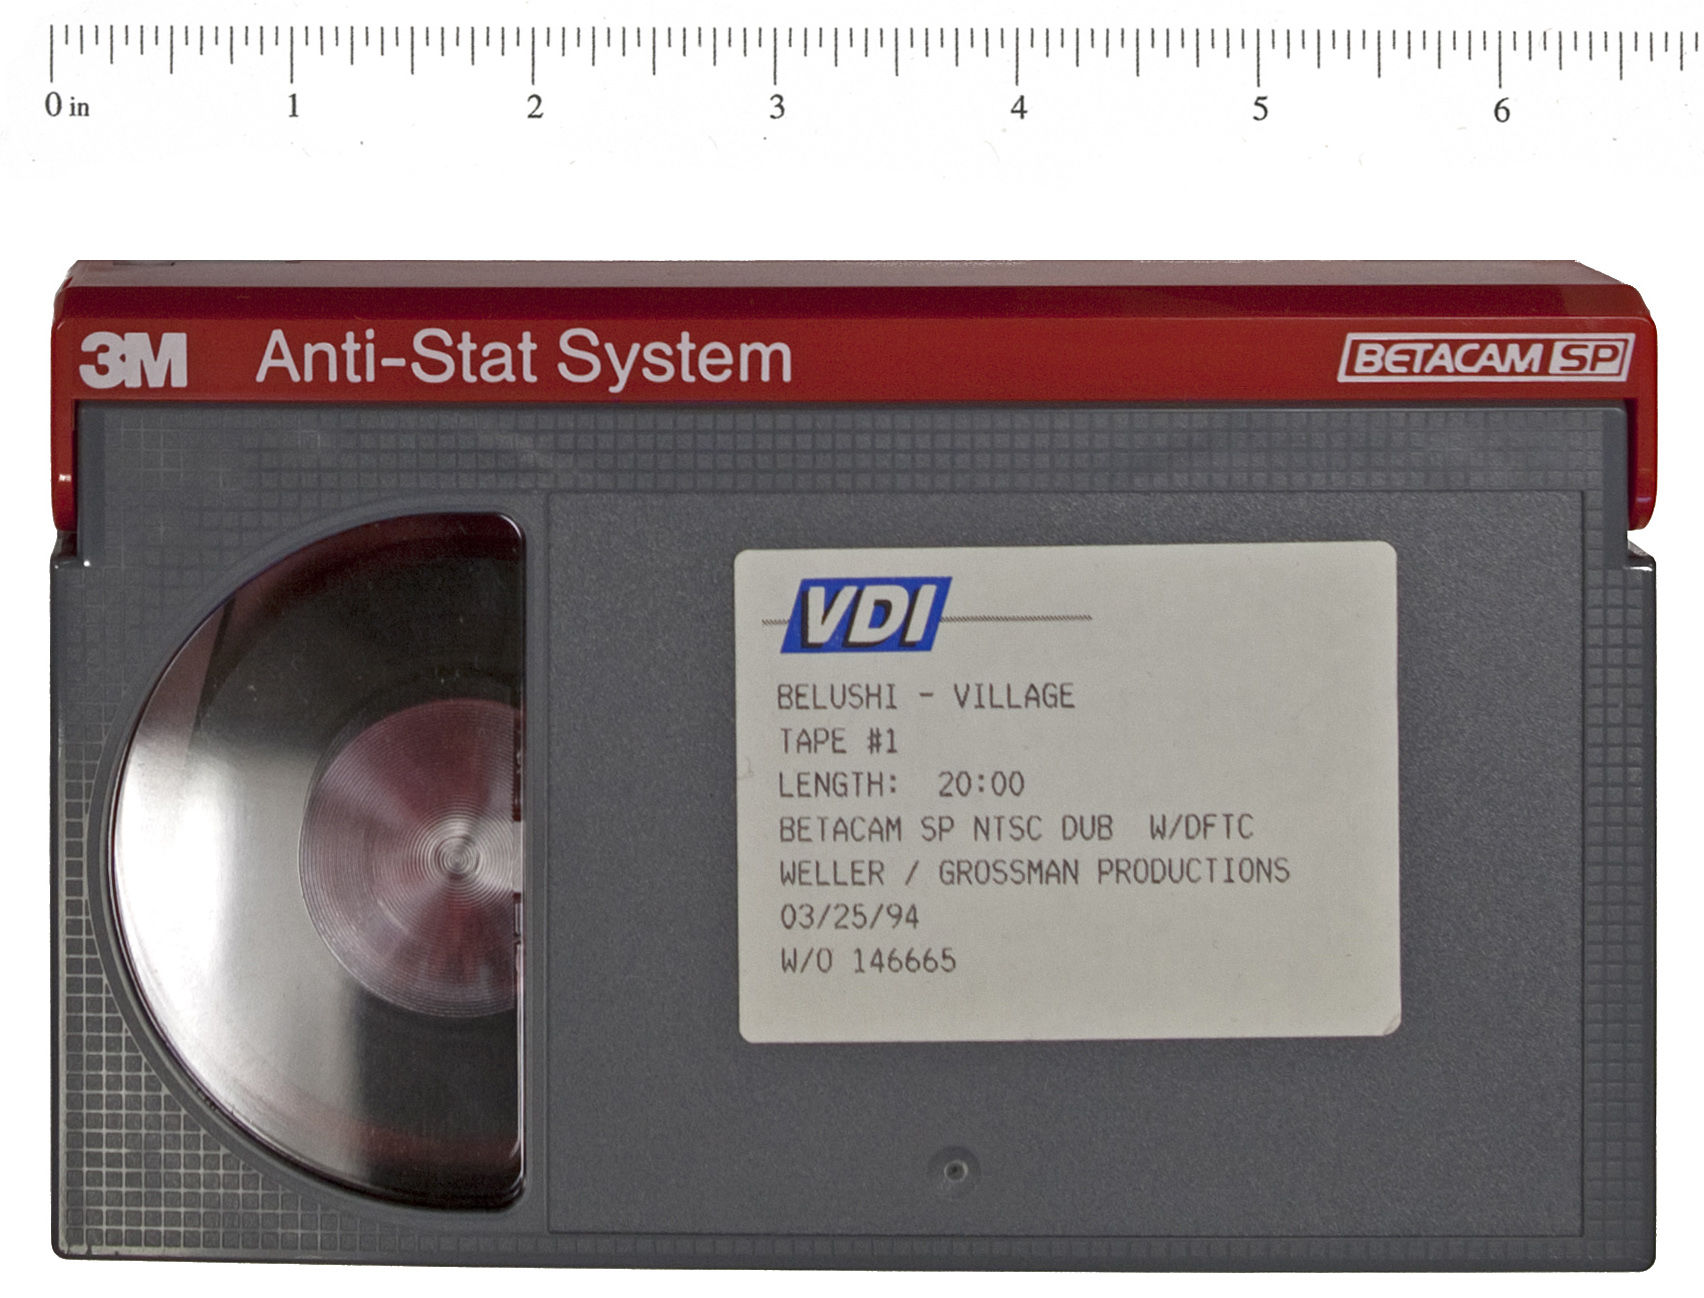 0 in 1 2 3 4 5 6
3M Anti-Stat System BETACAM SP
VDI
BELUSHI - VILLAGE
TAPE #1
LENGTH: 20:00
BETACAM SP NTSC DUB W/DFTC
WELLER / GROSSMAN PRODUCTIONS
03/25/94
W/O 146665